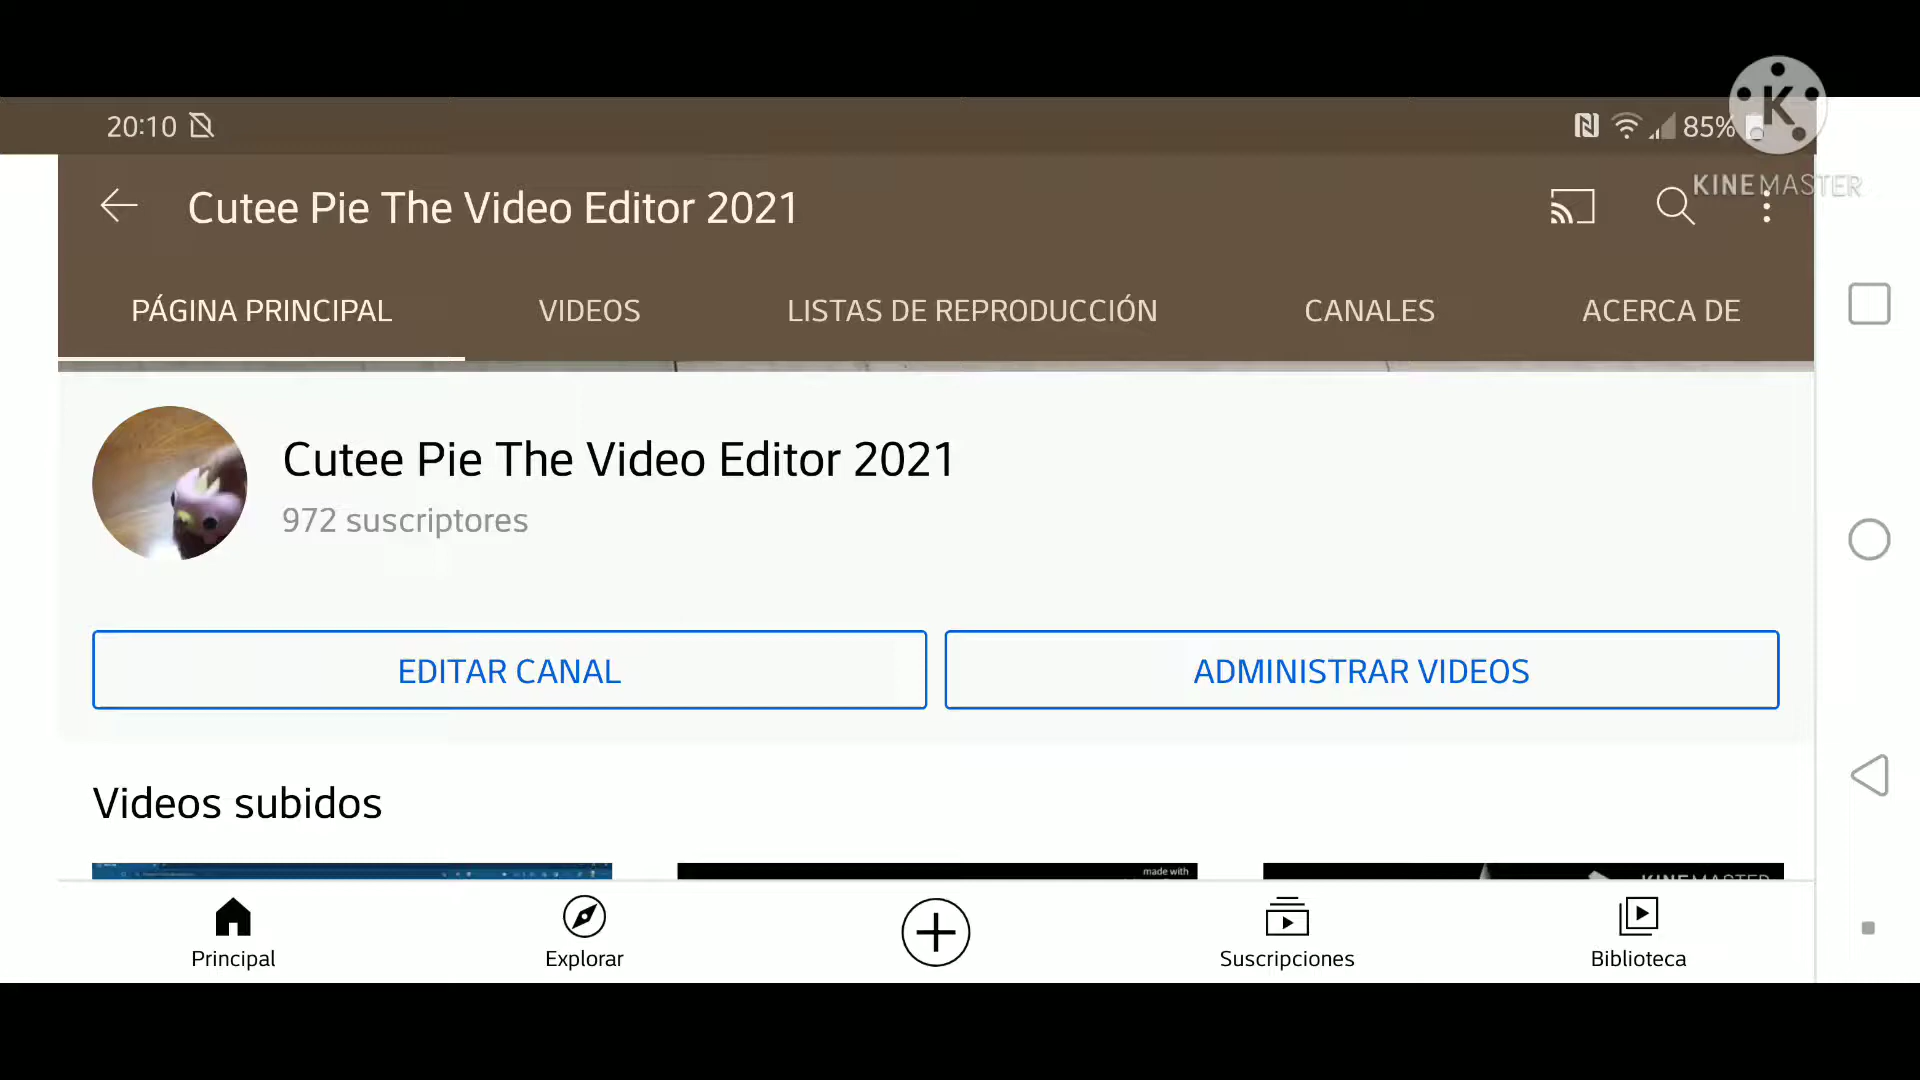 20:10
85%
K
KINEMASTER
Cutee Pie The Video Editor 2021
PÁGINA PRINCIPAL
VIDEOS
LISTAS DE REPRODUCCIÓN
CANALES
ACERCA DE
Cutee Pie The Video Editor 2021
972 suscriptores
EDITAR CANAL
ADMINISTRAR VIDEOS
Videos subidos
made with
KINEMASTER
Principal
Explorar
Suscripciones
Biblioteca